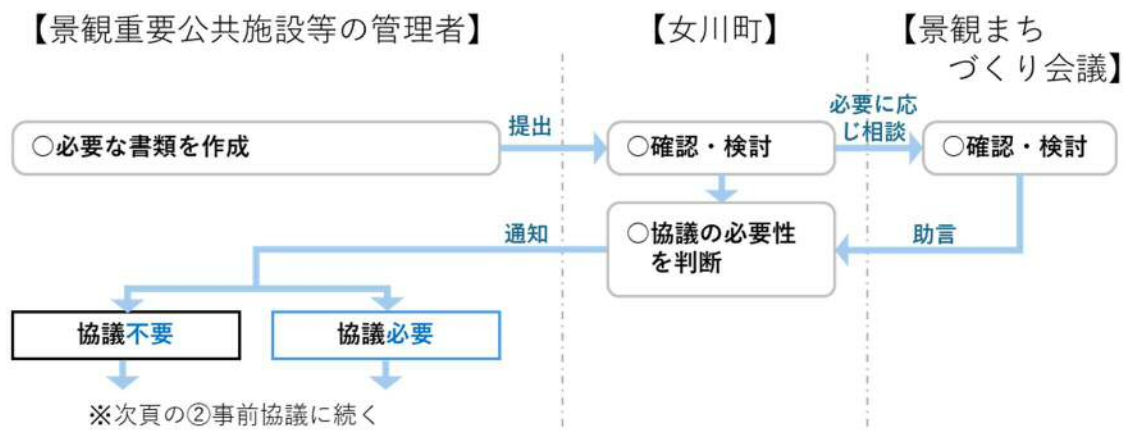 【景観重要公共施設等の管理者】
【女川町】
【景観まち
づくり会議】
○必要な書類を作成
提出
○確認・検討
必要に応
じ相談
○確認・検討
通知
○協議の必要性
を判断
助言
協議不要
協議必要
※次頁の②事前協議に続く